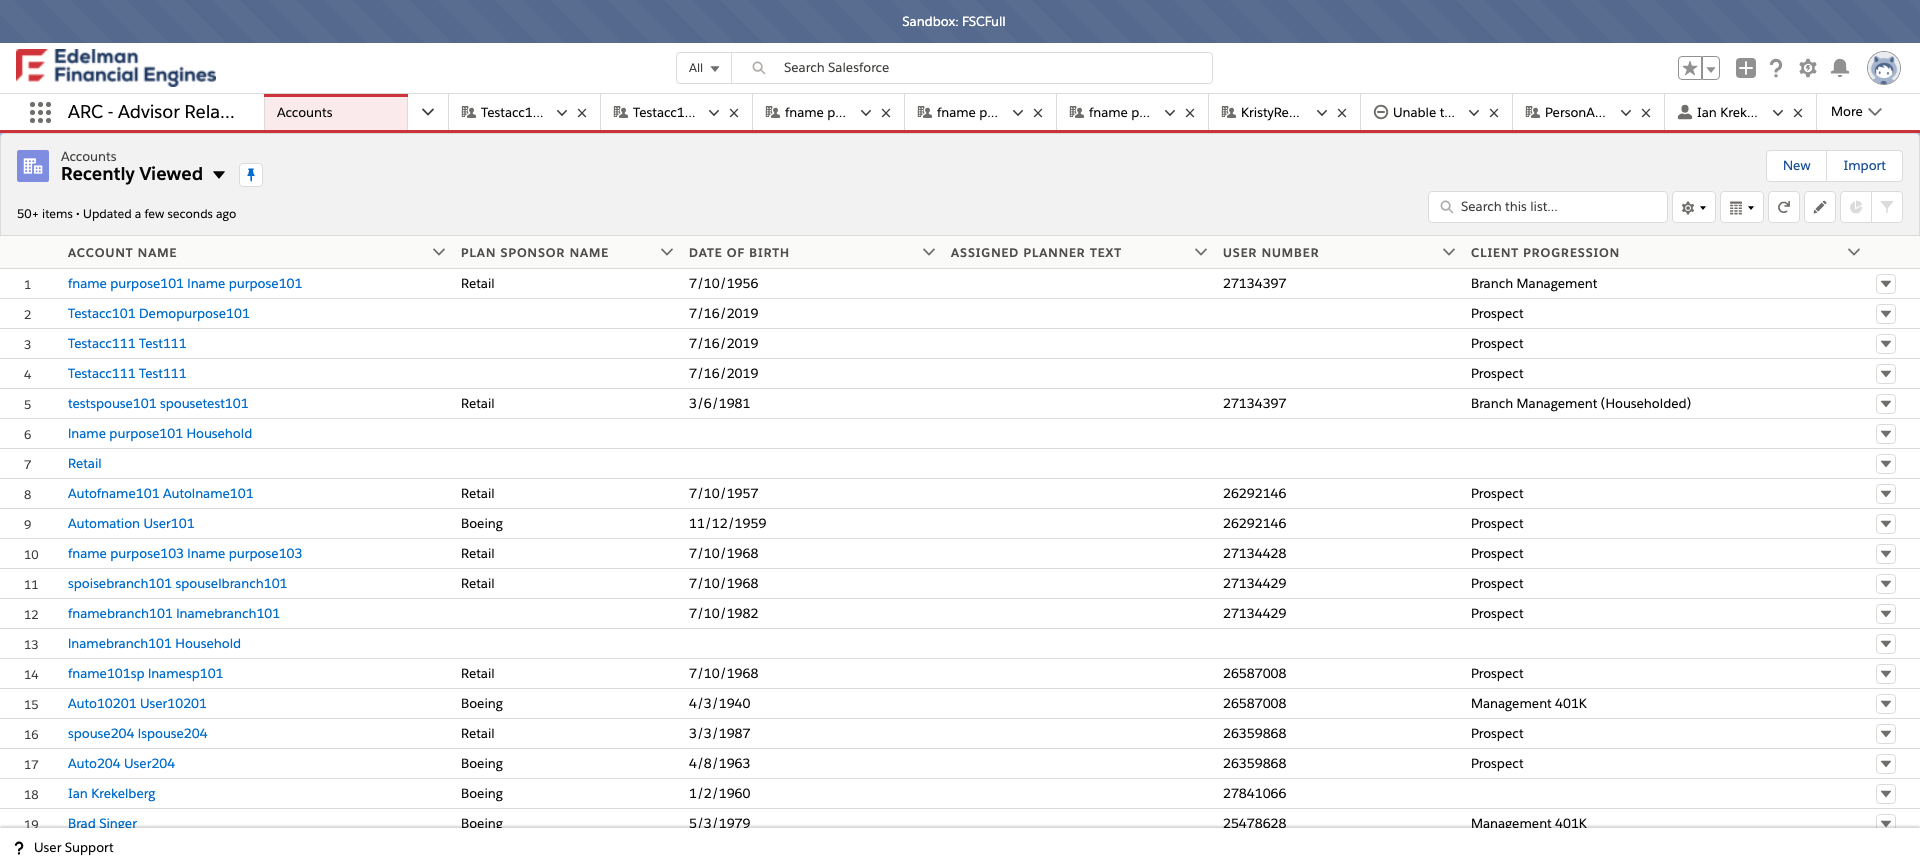 Sandbox: FSCFull
Edelman
Financial Engines
All
Search Salesforce
ARC - Advisor Rela...
Accounts
Testacc1...
Testacc1...
fname p...
fname p...
fname p...
KristyRe...
Unable t...
PersonA...
Ian Krek...
More
Accounts
Recently Viewed
New
Import
50+ items • Updated a few seconds ago
Search this list...
ACCOUNT NAME PLAN SPONSOR NAME DATE OF BIRTH ASSIGNED PLANNER TEXT USER NUMBER CLIENT PROGRESSION
1 fname purpose101 lname purpose101 Retail 7/10/1956 27134397 Branch Management
2 Testacc101 Demopurpose101 7/16/2019 Prospect
3 Testacc111 Test111 7/16/2019 Prospect
4 Testacc111 Test111 7/16/2019 Prospect
5 testspouse101 spousetest101 Retail 3/6/1981 27134397 Branch Management (Householded)
6 lname purpose101 Household
7 Retail
8 Autofname101 Autolname101 Retail 7/10/1957 26292146 Prospect
9 Automation User101 Boeing 11/12/1959 26292146 Prospect
10 fname purpose103 lname purpose103 Retail 7/10/1968 27134428 Prospect
11 spoisebranch101 spouselbranch101 Retail 7/10/1968 27134429 Prospect
12 fnamebranch101 lnamebranch101 7/10/1982 27134429 Prospect
13 lnamebranch101 Household
14 fname101sp lnamesp101 Retail 7/10/1968 26587008 Prospect
15 Auto10201 User10201 Boeing 4/3/1940 26587008 Management 401K
16 spouse204 lspouse204 Retail 3/3/1987 26359868 Prospect
17 Auto204 User204 Boeing 4/8/1963 26359868 Prospect
18 Ian Krekelberg Boeing 1/2/1960 27841066
19 Brad Singer Boeing 5/3/1979 25478628 Management 401K
? User Support